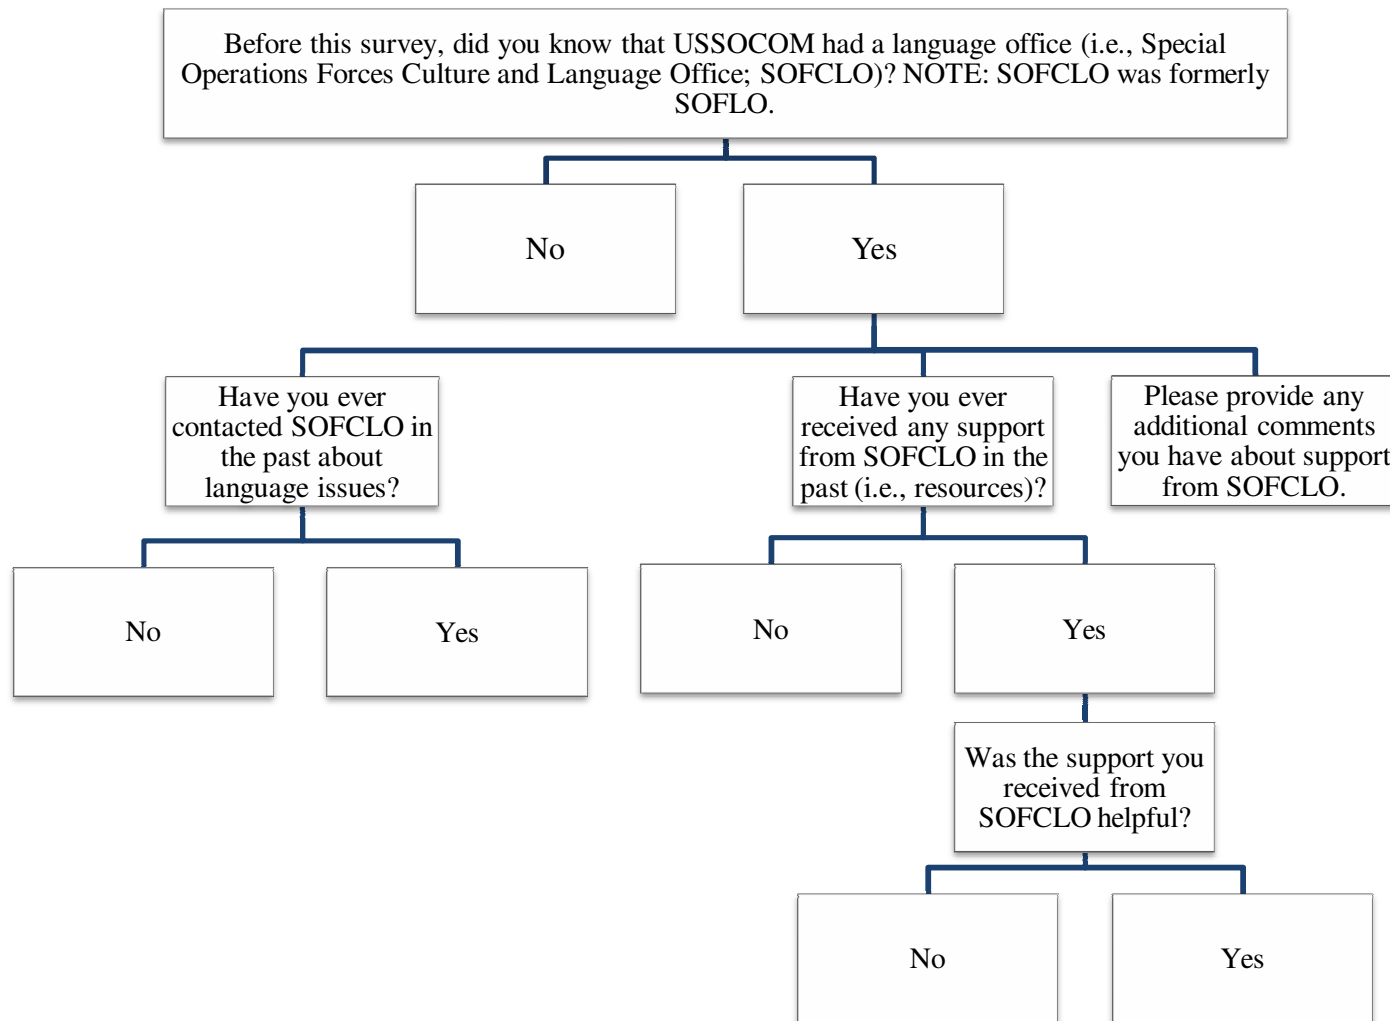 Before this survey, did you know that USSOCOM had a language office (i.e., Special
Operations Forces Culture and Language Office; SOFCLO)? NOTE: SOFCLO was formerly
SOFLO.
No
Yes
Have you ever
contacted SOFCLO in
the past about
language issues?
Have you ever
received any support
from SOFCLO in the
past (i.e., resources)?
Please provide any
additional comments
you have about support
from SOFCLO.
No
Yes
No
Yes
Was the support you
received from
SOFCLO helpful?
No
Yes